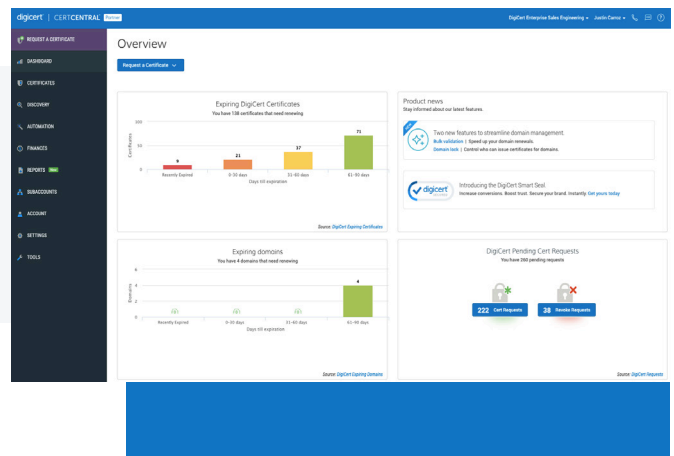 digicert | CERTCENTRAL Partner
DigiCert Enterprise Sales Engineering
REQUEST A CERTIFICATE
DASHBOARD
CERTIFICATES
DISCOVERY
AUTOMATION
FINANCES
REPORTS
SUBACCOUNTS
ACCOUNT
SETTINGS
TOOLS
Overview
Request a Certificate
Expiring DigiCert Certificates
You have 138 certificates that need renewing
Certificates
100
50
0
9
21
37
71
Recently Expired
0-30 days
31-60 days
61-90 days
Days till expiration
Source: DigiCert Expiring Certificates
Product news
Stay informed about our latest features.
Two new features to streamline domain management.
Bulk validation | Speed up your domain renewals.
Domain lock | Control who can issue certificates for domains.
digicert
Introducing the DigiCert Smart Seal.
Increase conversions. Boost trust. Secure your brand. Instantly. Get yours today
Expiring domains
You have 4 domains that need renewing
Domains
6
4
2
0
4
Recently Expired
0-30 days
31-60 days
61-90 days
Days till expiration
Source: DigiCert Expiring Domains
DigiCert Pending Cert Requests
You have 260 pending requests
222 Cert Requests
38 Revoke Requests
Source: DigiCert Requests